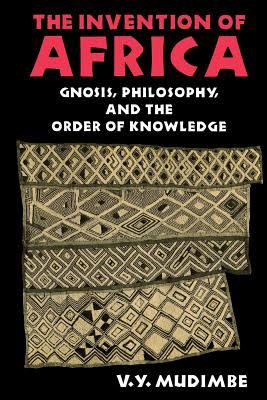 THE INVENTION OF
AFRICA
GNOSIS, PHILOSOPHY,
AND THE
ORDER OF KNOWLEDGE
V.Y. MUDIMBE